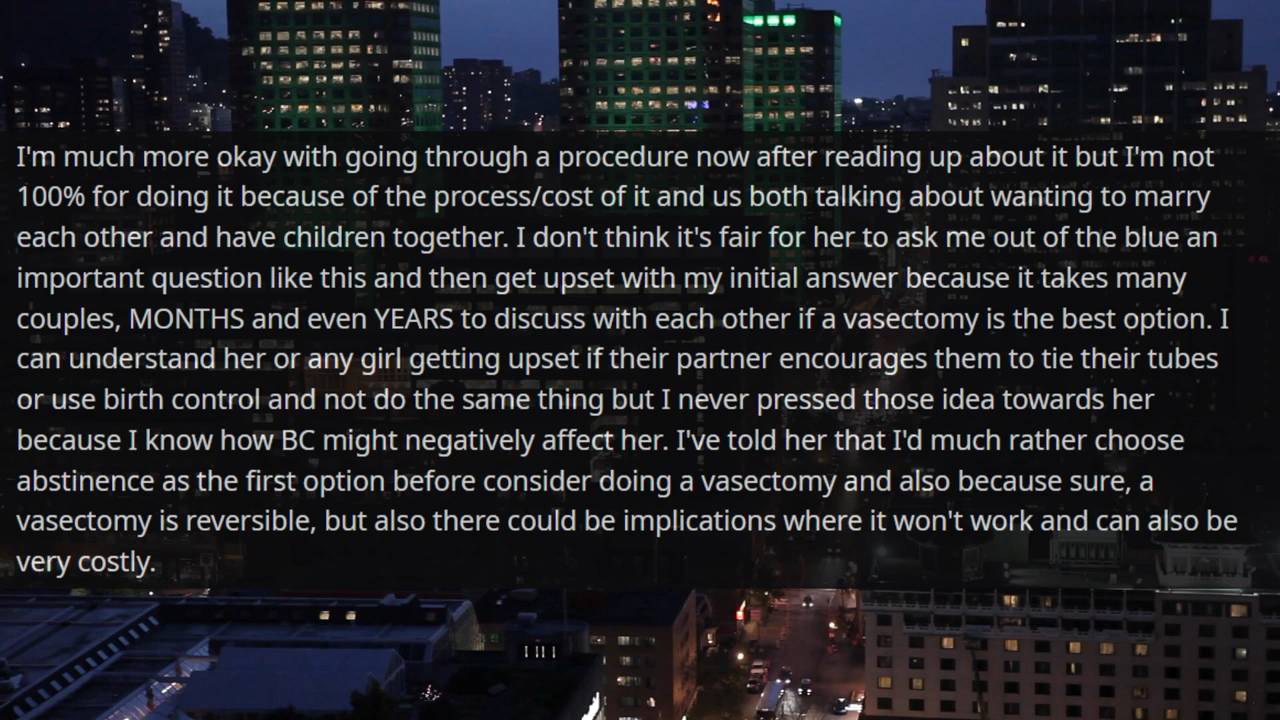 I'm much more okay with going through a procedure now after reading up about it but I'm not
100% for doing it because of the process/cost of it and us both talking about wanting to marry
each other and have children together. I don't think it's fair for her to ask me out of the blue an
important question like this and then get upset with my initial answer because it takes many
couples, MONTHS and even YEARS to discuss with each other if a vasectomy is the best option. I
can understand her or any girl getting upset if their partner encourages them to tie their tubes
or use birth control and not do the same thing but I never pressed those idea towards her
because I know how BC might negatively affect her. I've told her that I'd much rather choose
abstinence as the first option before consider doing a vasectomy and also because sure, a
vasectomy is reversible, but also there could be implications where it won't work and can also be
very costly.